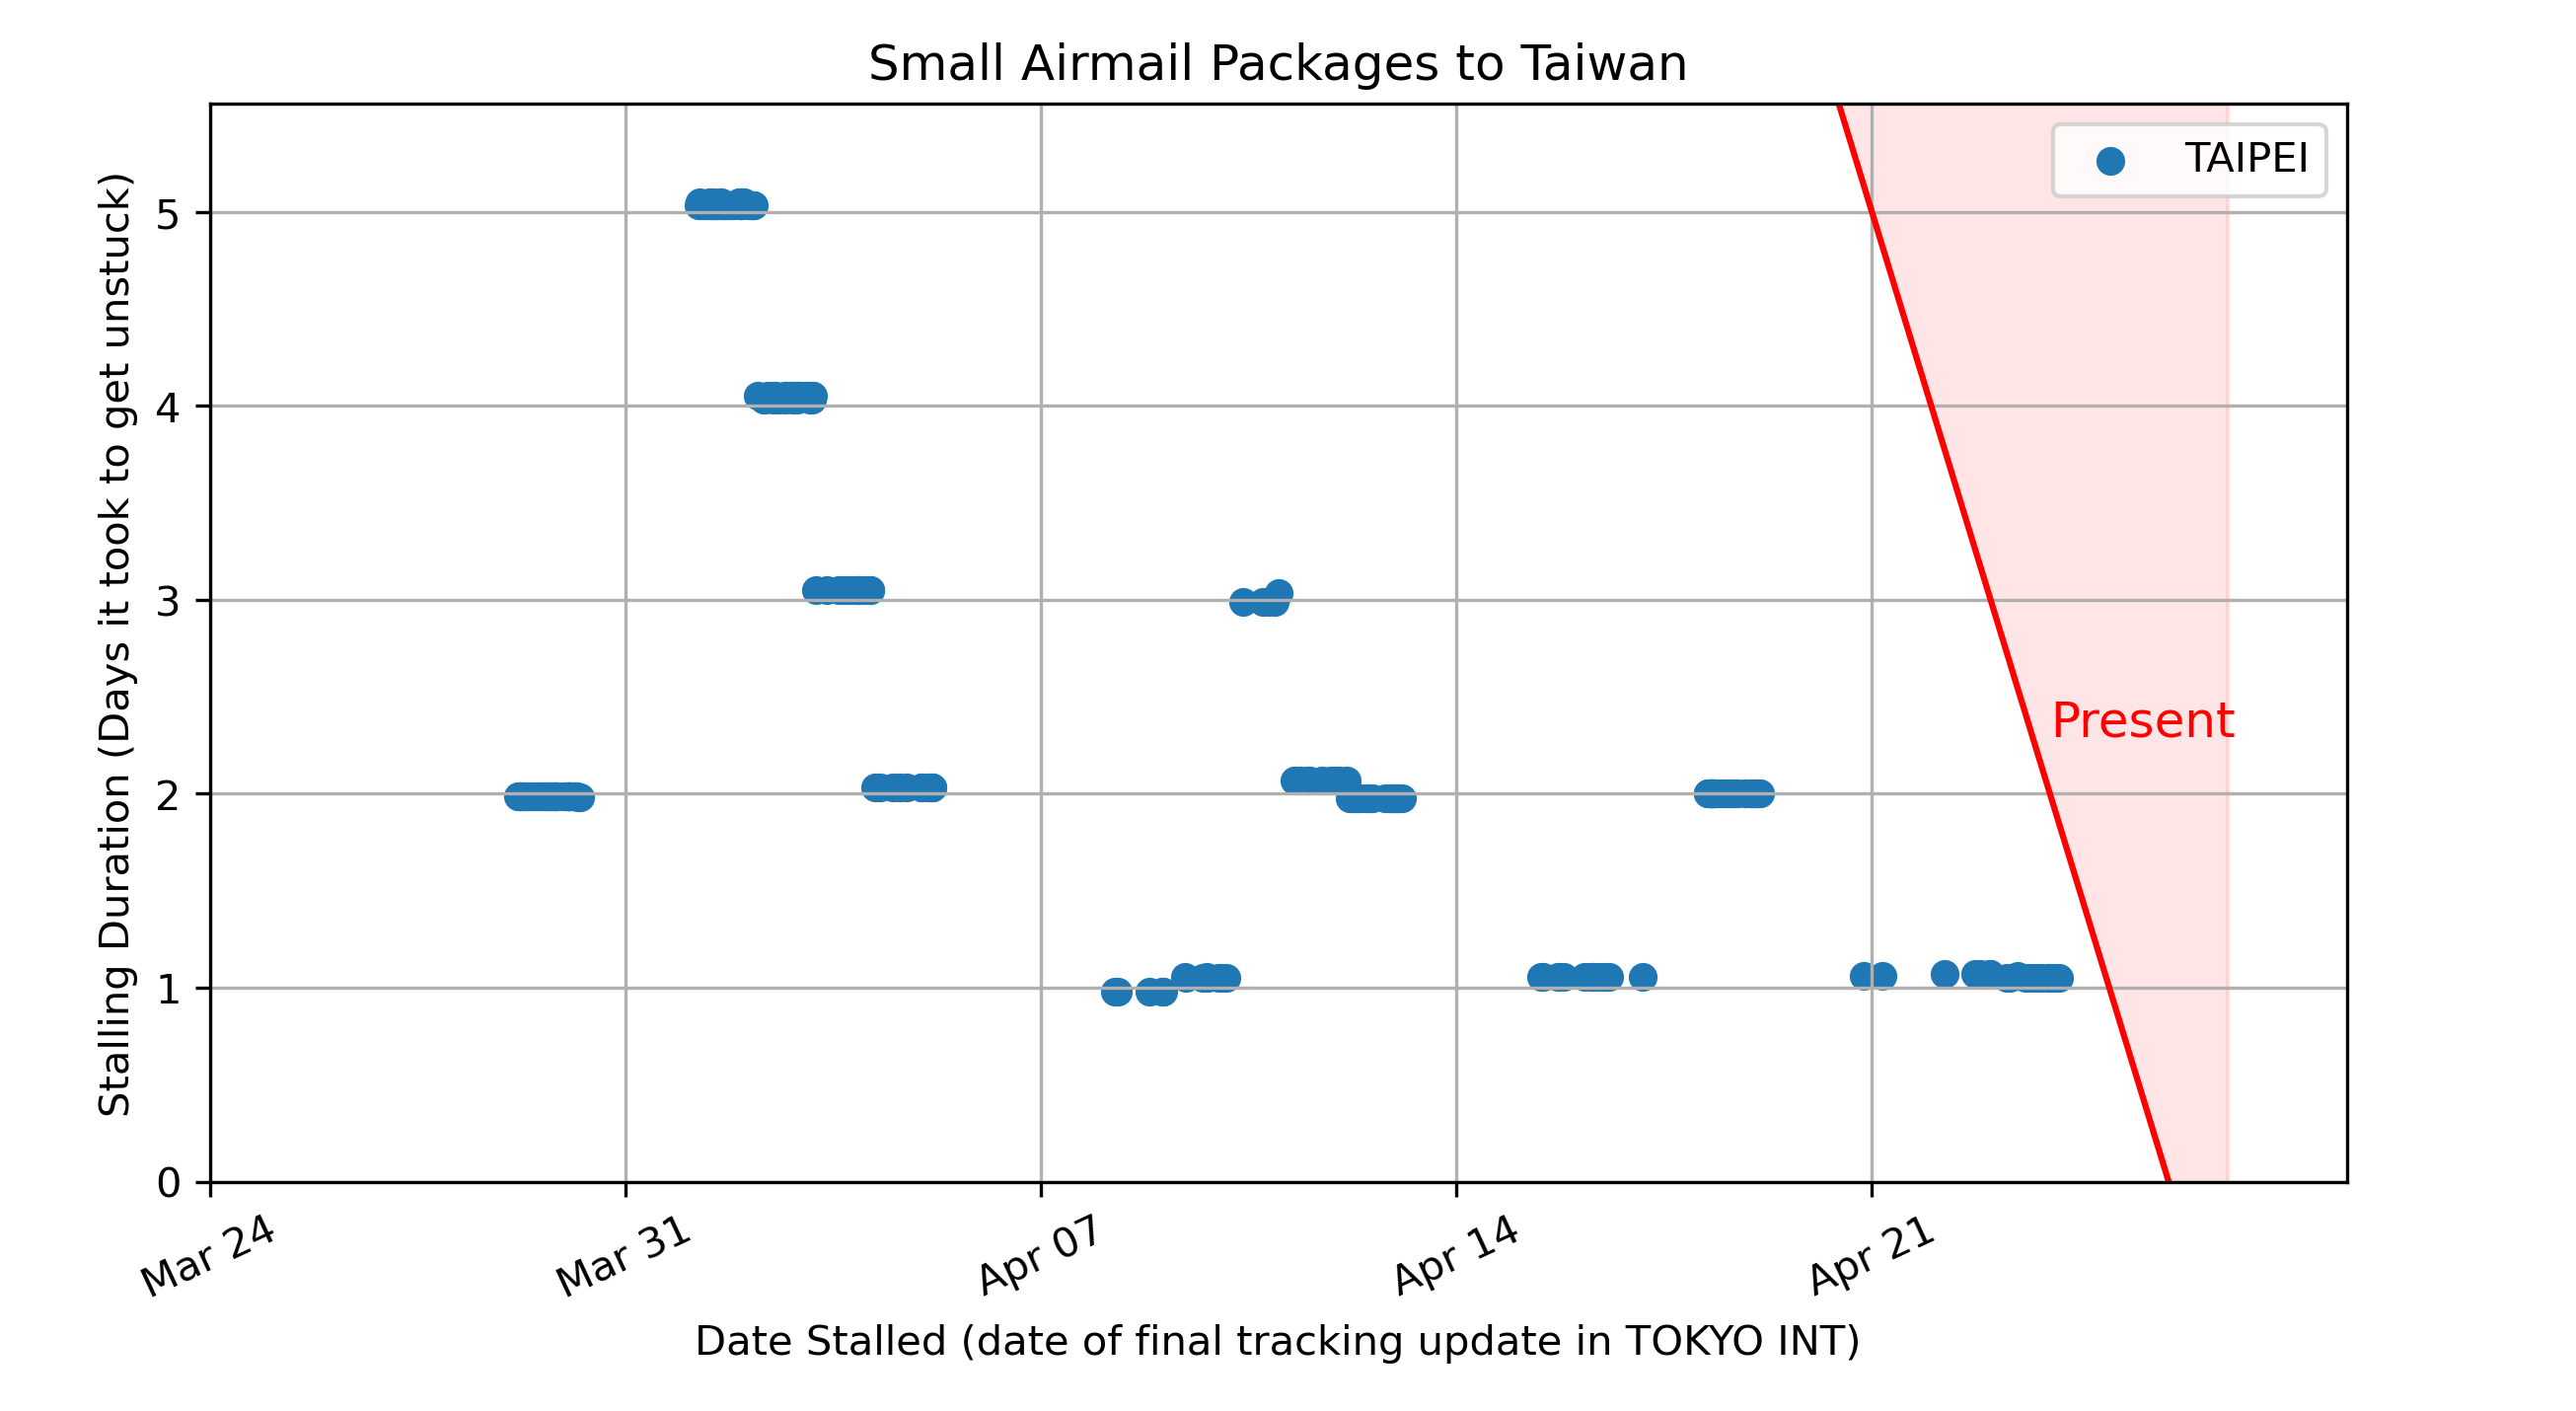 Small Airmail Packages to Taiwan
TAIPEI
Stalling Duration (Days it took to get unstuck)
5
4
3
2
1
0
Present
Mar 24
Mar 31
Apr 07
Apr 14
Apr 21
Date Stalled (date of final tracking update in TOKYO INT)